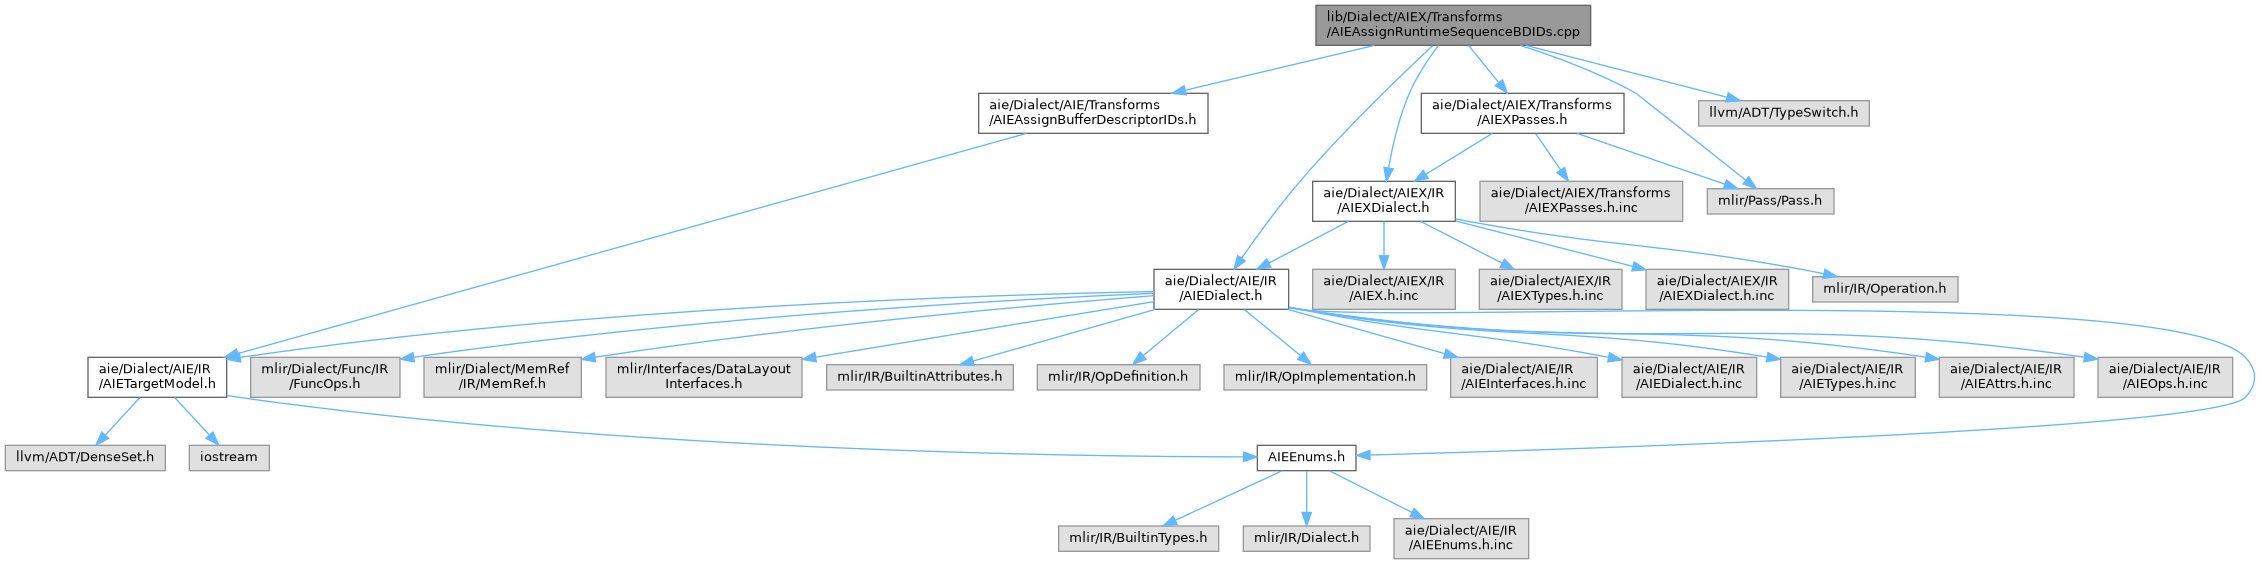 lib/Dialect/AIEX/Transforms
/AIEAssignRuntimeSequenceBDIDs.cpp
aie/Dialect/AIE/Transforms
/AIEAssignBufferDescriptorIDs.h
aie/Dialect/AIEX/Transforms
/AIEXPasses.h
llvm/ADT/TypeSwitch.h
aie/Dialect/AIEX/IR
/AIEXDialect.h
aie/Dialect/AIEX/Transforms
/AIEXPasses.h.inc
mlir/Pass/Pass.h
aie/Dialect/AIE/IR
/AIEDialect.h
aie/Dialect/AIEX/IR
/AIEX.h.inc
aie/Dialect/AIEX/IR
/AIEXTypes.h.inc
aie/Dialect/AIEX/IR
/AIEXDialect.h.inc
mlir/IR/Operation.h
aie/Dialect/AIE/IR
/AIETargetModel.h
mlir/Dialect/Func/IR
/FuncOps.h
mlir/Dialect/MemRef
/IR/MemRef.h
mlir/Interfaces/DataLayout
Interfaces.h
mlir/IR/BuiltinAttributes.h
mlir/IR/OpDefinition.h
mlir/IR/OpImplementation.h
aie/Dialect/AIE/IR
/AIEInterfaces.h.inc
aie/Dialect/AIE/IR
/AIEDialect.h.inc
aie/Dialect/AIE/IR
/AIETypes.h.inc
aie/Dialect/AIE/IR
/AIEAttrs.h.inc
aie/Dialect/AIE/IR
/AIEOps.h.inc
llvm/ADT/DenseSet.h
iostream
AIEEnums.h
mlir/IR/BuiltinTypes.h
mlir/IR/Dialect.h
aie/Dialect/AIE/IR
/AIEEnums.h.inc